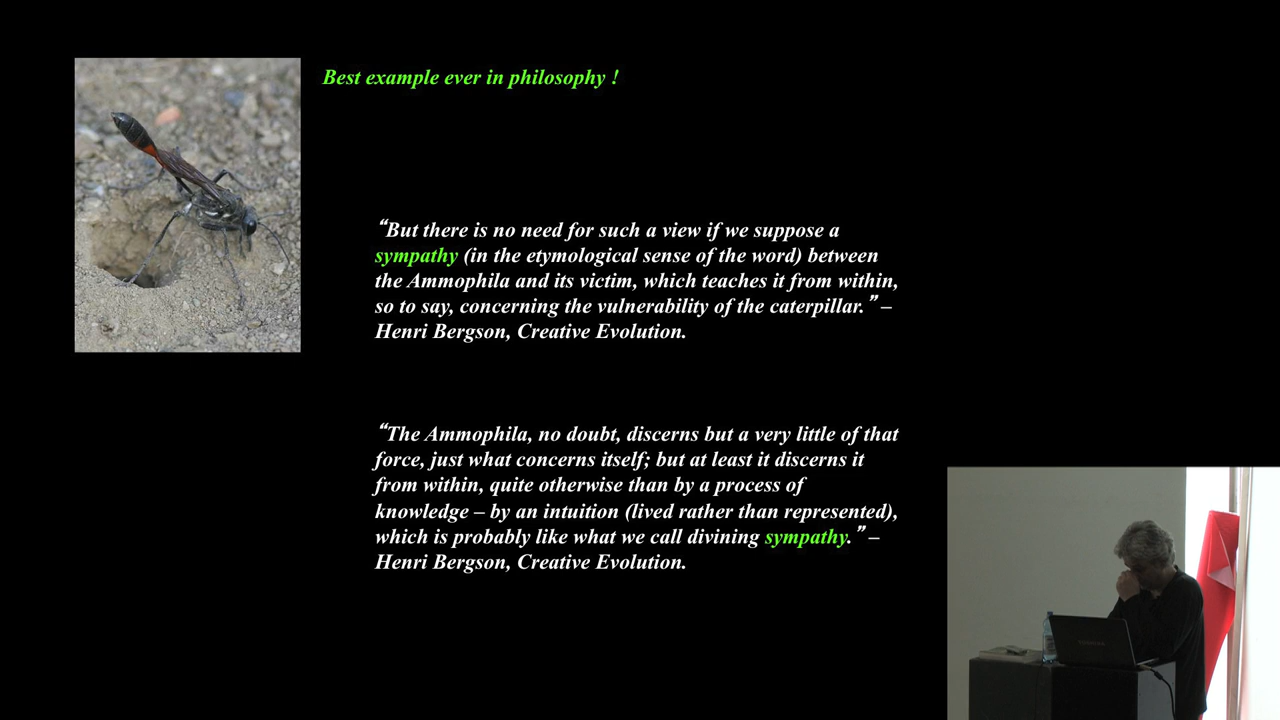 Best example ever in philosophy !
“But there is no need for such a view if we suppose a
sympathy (in the etymological sense of the word) between
the Ammophila and its victim, which teaches it from within,
so to say, concerning the vulnerability of the caterpillar.” –
Henri Bergson, Creative Evolution.
“The Ammophila, no doubt, discerns but a very little of that
force, just what concerns itself; but at least it discerns it
from within, quite otherwise than by a process of
knowledge – by an intuition (lived rather than represented),
which is probably like what we call divining sympathy.” –
Henri Bergson, Creative Evolution.